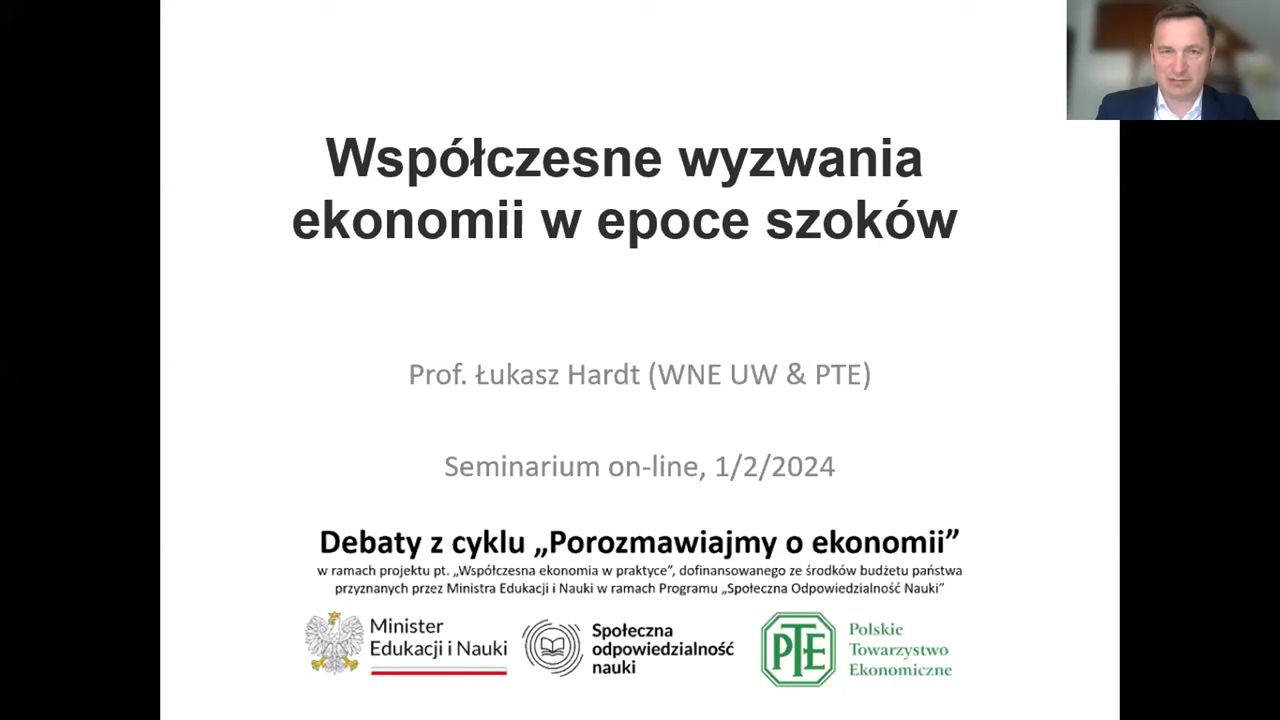 Współczesne wyzwania
ekonomii w epoce szoków
Prof. Łukasz Hardt (WNE UW & PTE)
Seminarium on-line, 1/2/2024
Debaty z cyklu „Porozmawiajmy o ekonomii”
w ramach projektu pt. „Współczesna ekonomia w praktyce”, dofinansowanego ze środków budżetu państwa
przyznanych przez Ministra Edukacji i Nauki w ramach Programu „Społeczna Odpowiedzialność Nauki”
Minister
Edukacji i Nauki
Społeczna
odpowiedzialność
nauki
PTE
Polskie
Towarzystwo
Ekonomiczne